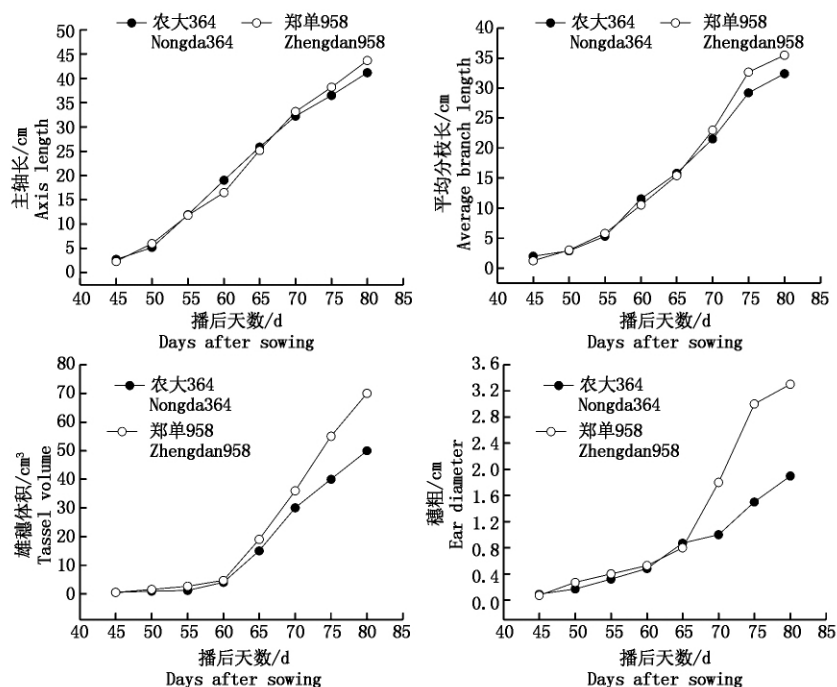 农大364 郑单958
Nongda364 Zhengdan958
50
45
40
35
30
25
20
15
10
5
0
主轴长/cm
Axis length
40 45 50 55 60 65 70 75 80 85
播后天数/d
Days after sowing
农大364 郑单958
Nongda364 Zhengdan958
40
35
30
25
20
15
10
5
0
平均分枝长/cm
Average branch length
40 45 50 55 60 65 70 75 80 85
播后天数/d
Days after sowing
农大364
Nongda364
郑单958
Zhengdan958
80
70
60
50
40
30
20
10
0
雄穗体积/cm³
Tassel volume
40 45 50 55 60 65 70 75 80 85
播后天数/d
Days after sowing
农大364
Nongda364
郑单958
Zhengdan958
3.6
3.2
2.8
2.4
2.0
1.6
1.2
0.8
0.4
0.0
穗粗/cm
Ear diameter
40 45 50 55 60 65 70 75 80 85
播后天数/d
Days after sowing